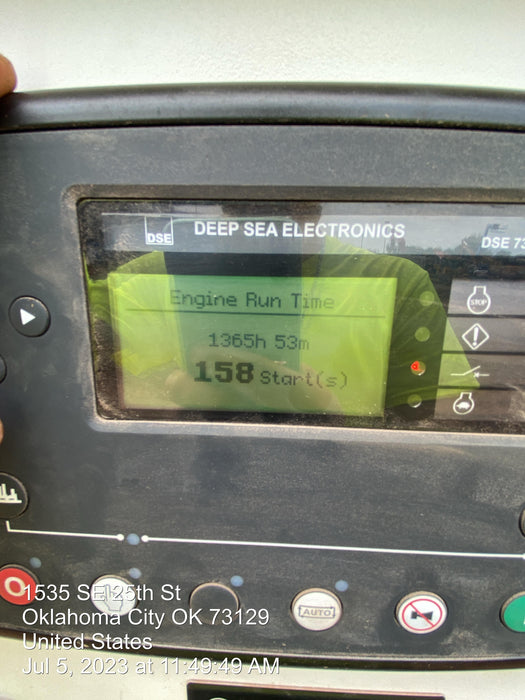 DSE
DEEP SEA ELECTRONICS
DSE 73
Engine Run Time
1365h 53m
158 Start(s)
STOP
AUTO
1535 SE 25th St
Oklahoma City OK 73129
United States
Jul 5, 2023 at 11:49:49 AM